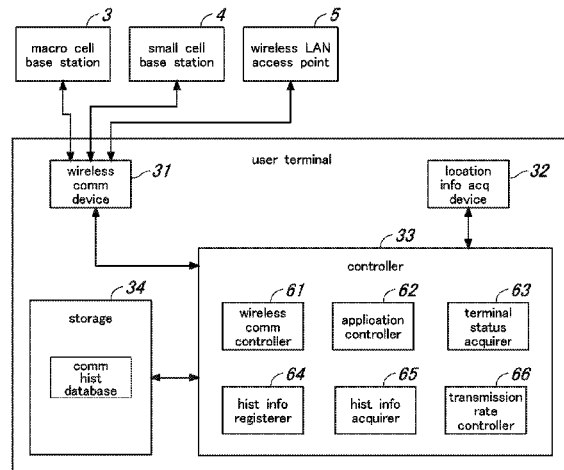 3
4
5
macro cell
base station
small cell
base station
wireless LAN
access point
user terminal
31
wireless
comm
device
32
location
info acq
device
33
controller
34
storage
comm
hist
database
61
wireless
comm
controller
62
application
controller
63
terminal
status
acquirer
64
hist info
registerer
65
hist info
acquirer
66
transmission
rate
controller